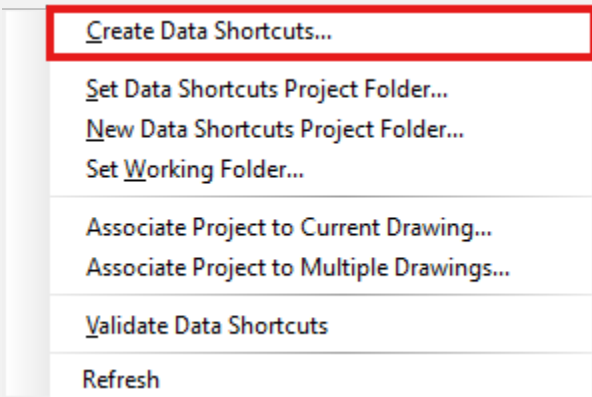 Create Data Shortcuts...
Set Data Shortcuts Project Folder...
New Data Shortcuts Project Folder...
Set Working Folder...
Associate Project to Current Drawing...
Associate Project to Multiple Drawings...
Validate Data Shortcuts
Refresh